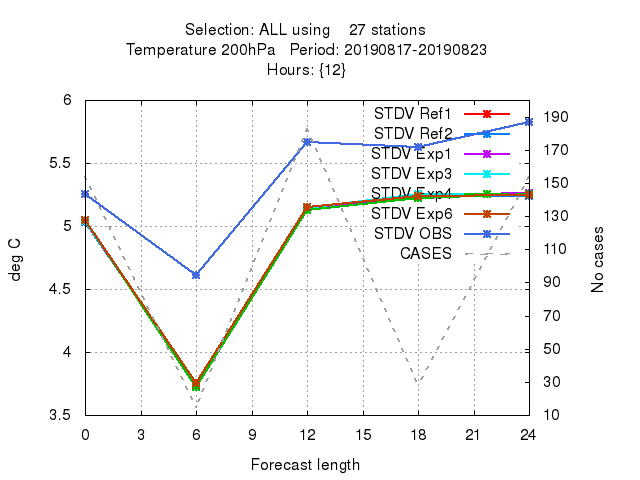 Selection: ALL using    27 stations
Temperature 200hPa   Period: 20190817-20190823
Hours: {12}
6
5.5
5
4.5
4
3.5
deg C
STDV Ref1
STDV Ref2
STDV Exp1
STDV Exp3
STDV Exp4
STDV Exp6
STDV OBS
CASES
190
170
150
130
110
90
70
50
30
10
No cases
0 3 6 9 12 15 18 21 24
Forecast length